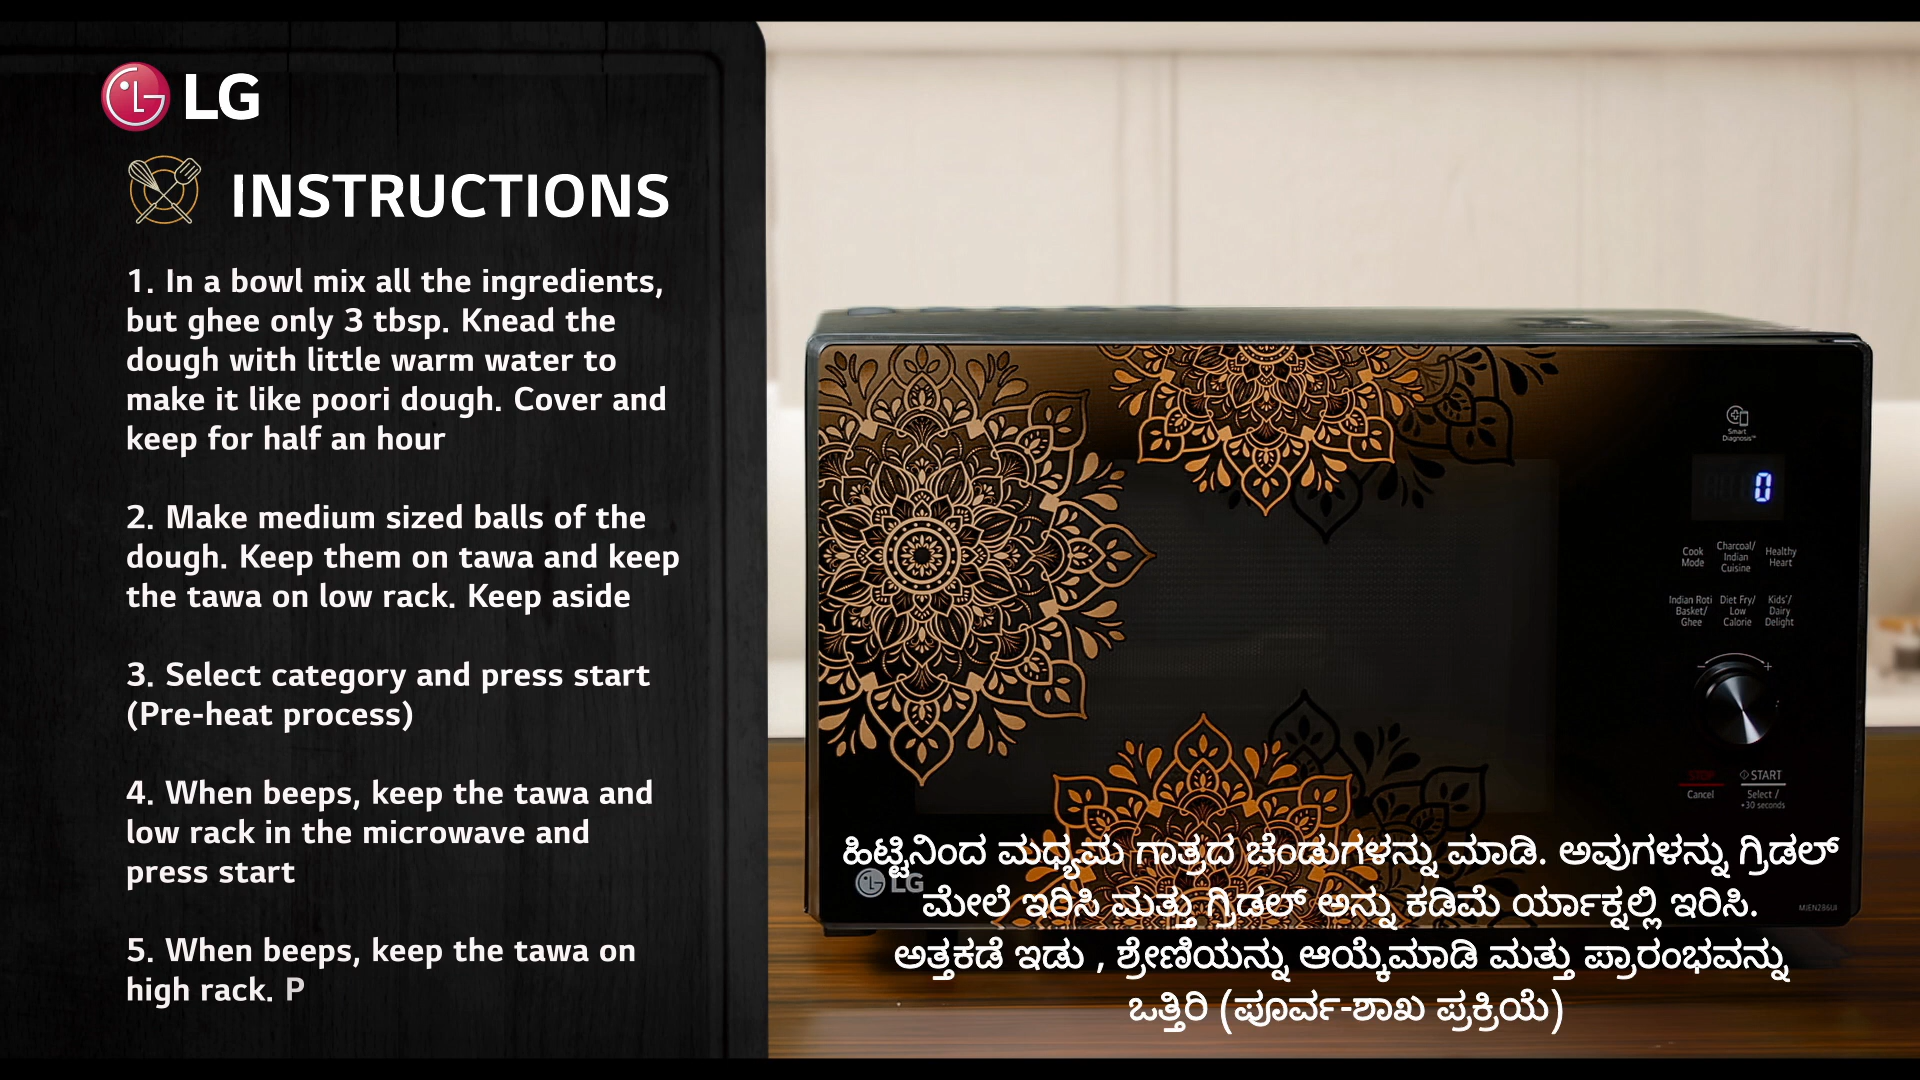 LG
INSTRUCTIONS
1. In a bowl mix all the ingredients,
but ghee only 3 tbsp. Knead the
dough with little warm water to
make it like poori dough. Cover and
keep for half an hour
2. Make medium sized balls of the
dough. Keep them on tawa and keep
the tawa on low rack. Keep aside
3. Select category and press start
(Pre-heat process)
4. When beeps, keep the tawa and
low rack in the microwave and
press start
5. When beeps, keep the tawa on
high rack. P
Smart
Diagnosis™
0
Cook
Mode
Charcoal/
Indian
Cuisine
Healthy
Heart
Indian Roti
Basket/
Ghee
Diet Fry/
Low
Calorie
Kids'/
Dairy
Delight
STOP
Cancel
START
Select /
+30 seconds
LG
MJEN286UI
ಹಿಟ್ಟಿನಿಂದ ಮಧ್ಯಮ ಗಾತ್ರದ ಚೆಂಡುಗಳನ್ನು ಮಾಡಿ. ಅವುಗಳನ್ನು ಗ್ರಿಡಲ್
ಮೇಲೆ ಇರಿಸಿ ಮತ್ತು ಗ್ರಿಡಲ್ ಅನ್ನು ಕಡಿಮೆ ರ್ಯಾಕ್ನಲ್ಲಿ ಇರಿಸಿ.
ಅತ್ತಕಡೆ ಇಡು , ಶ್ರೇಣಿಯನ್ನು ಆಯ್ಕೆಮಾಡಿ ಮತ್ತು ಪ್ರಾರಂಭವನ್ನು
ಒತ್ತಿರಿ (ಪೂರ್ವ-ಶಾಖ ಪ್ರಕ್ರಿಯೆ)